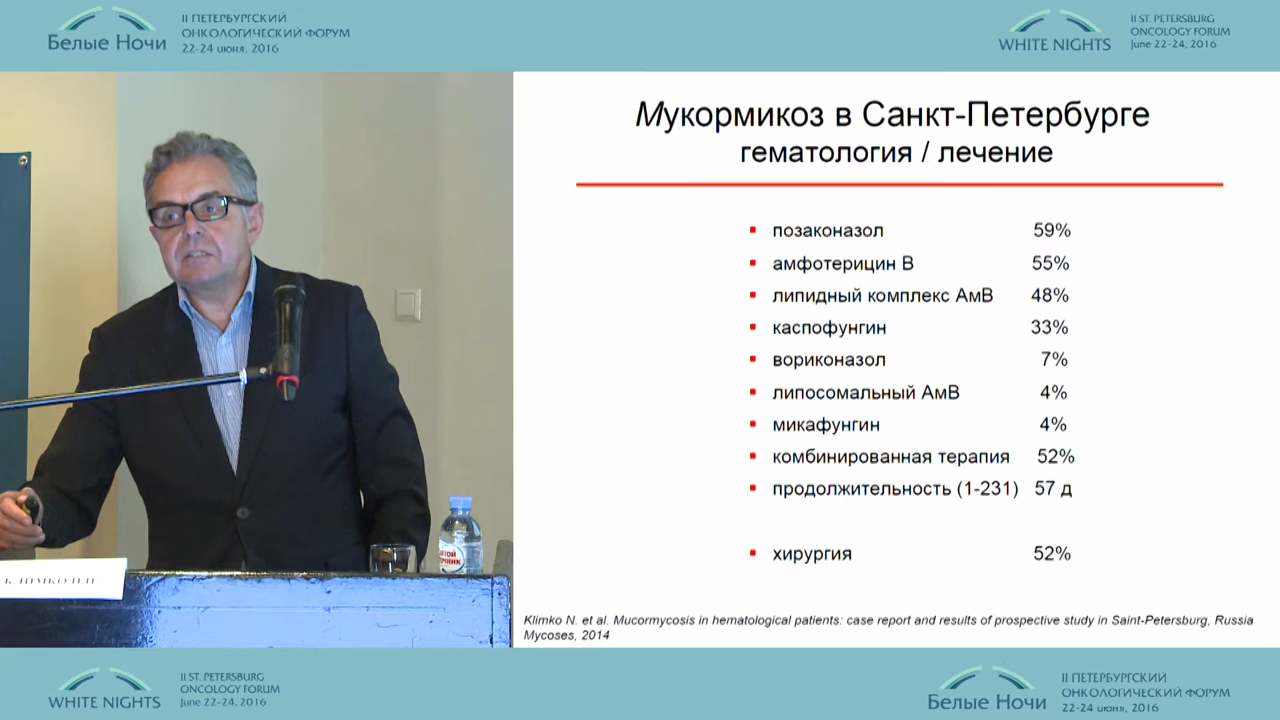 Белые Ночи
II ПЕТЕРБУРГСКИЙ
ОНКОЛОГИЧЕСКИЙ ФОРУМ
22-24 июня, 2016
WHITE NIGHTS
II ST. PETERSBURG
ONCOLOGY FORUM
June 22-24, 2016
Мукормикоз в Санкт-Петербурге
гематология / лечение
позаконазол 59%
амфотерицин В 55%
липидный комплекс АмВ 48%
каспофунгин 33%
вориконазол 7%
липосомальный АмВ 4%
микафунгин 4%
комбинированная терапия 52%
продолжительность (1-231) 57 д
хирургия 52%
Klimko N. et al. Mucormycosis in hematological patients: case report and results of prospective study in Saint-Petersburg, Russia
Mycoses, 2014
WHITE NIGHTS
II ST. PETERSBURG
ONCOLOGY FORUM
June 22-24, 2016
Белые Ночи
II ПЕТЕРБУРГСКИЙ
ОНКОЛОГИЧЕСКИЙ ФОРУМ
22-24 июня, 2016